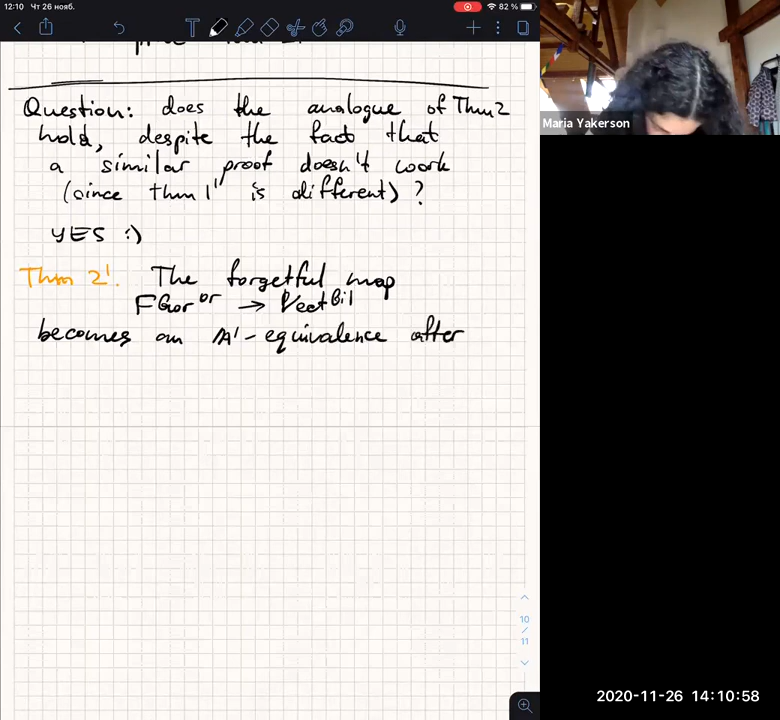 12:10 Чт 26 нояб.
82 %
Question: does the analogue of Thm 2
hold, despite the fact that
a similar proof doesn't work
(since thm 1' is different) ?
YES :)
Thm 2'. The forgetful map
FGor^or → Vect^Bil
becomes an A¹-equivalence after
Maria Yakerson
10
/
11
2020-11-26 14:10:58